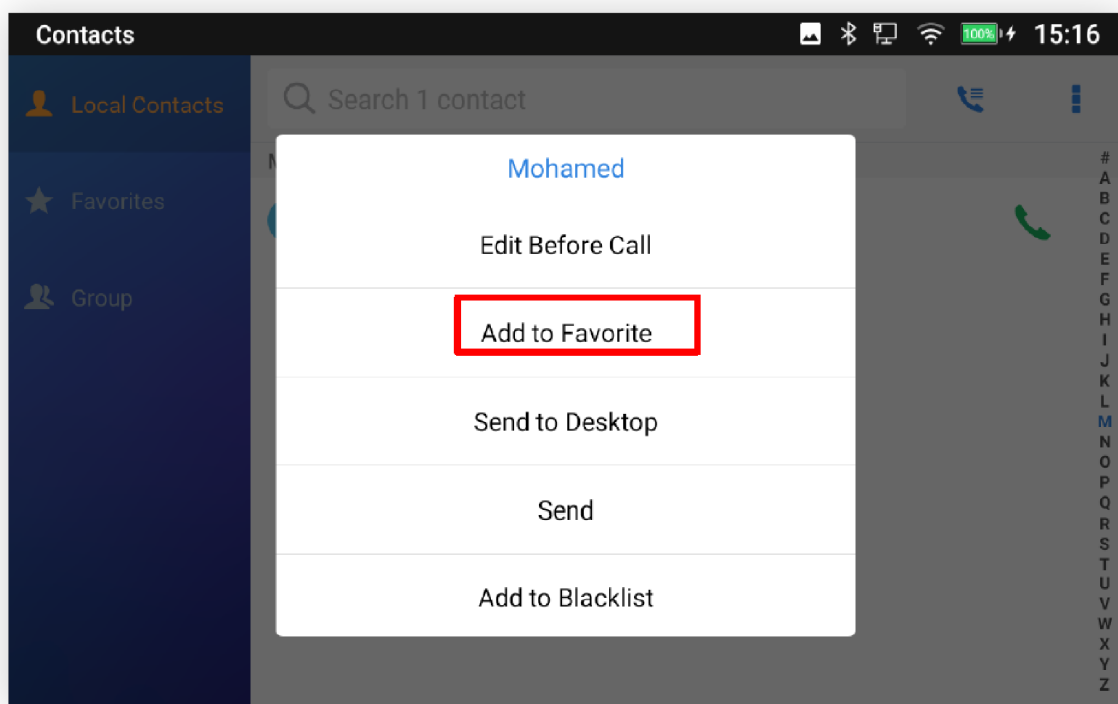 Contacts
100%
15:16
Local Contacts
Search 1 contact
M
Mohamed
Favorites
Edit Before Call
Group
Add to Favorite
Send to Desktop
Send
Add to Blacklist
#
A
B
C
D
E
F
G
H
I
J
K
L
M
N
O
P
Q
R
S
T
U
V
W
X
Y
Z